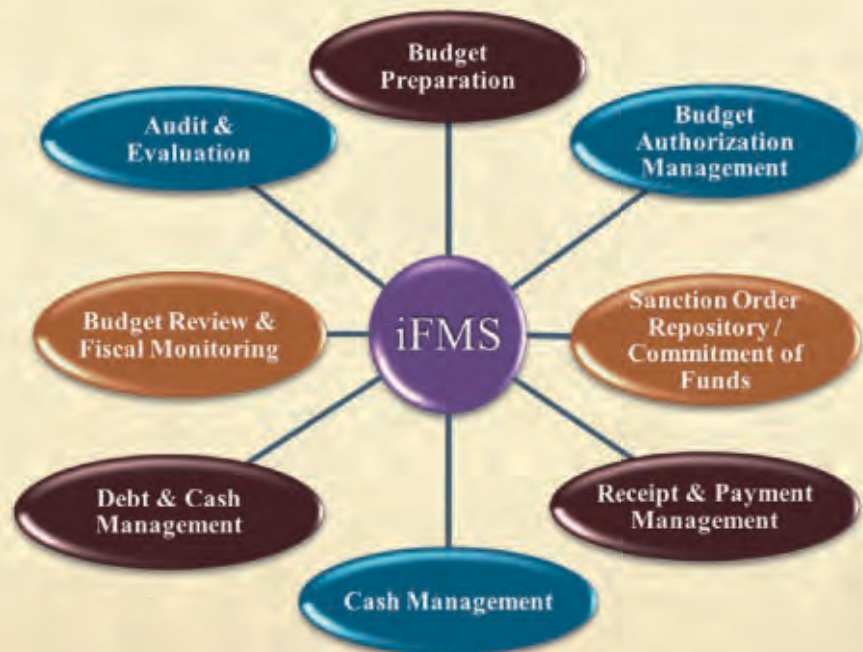 Budget
Preparation
Audit &
Evaluation
Budget
Authorization
Management
Budget Review &
Fiscal Monitoring
iFMS
Sanction Order
Repository /
Commitment of
Funds
Debt & Cash
Management
Receipt & Payment
Management
Cash Management